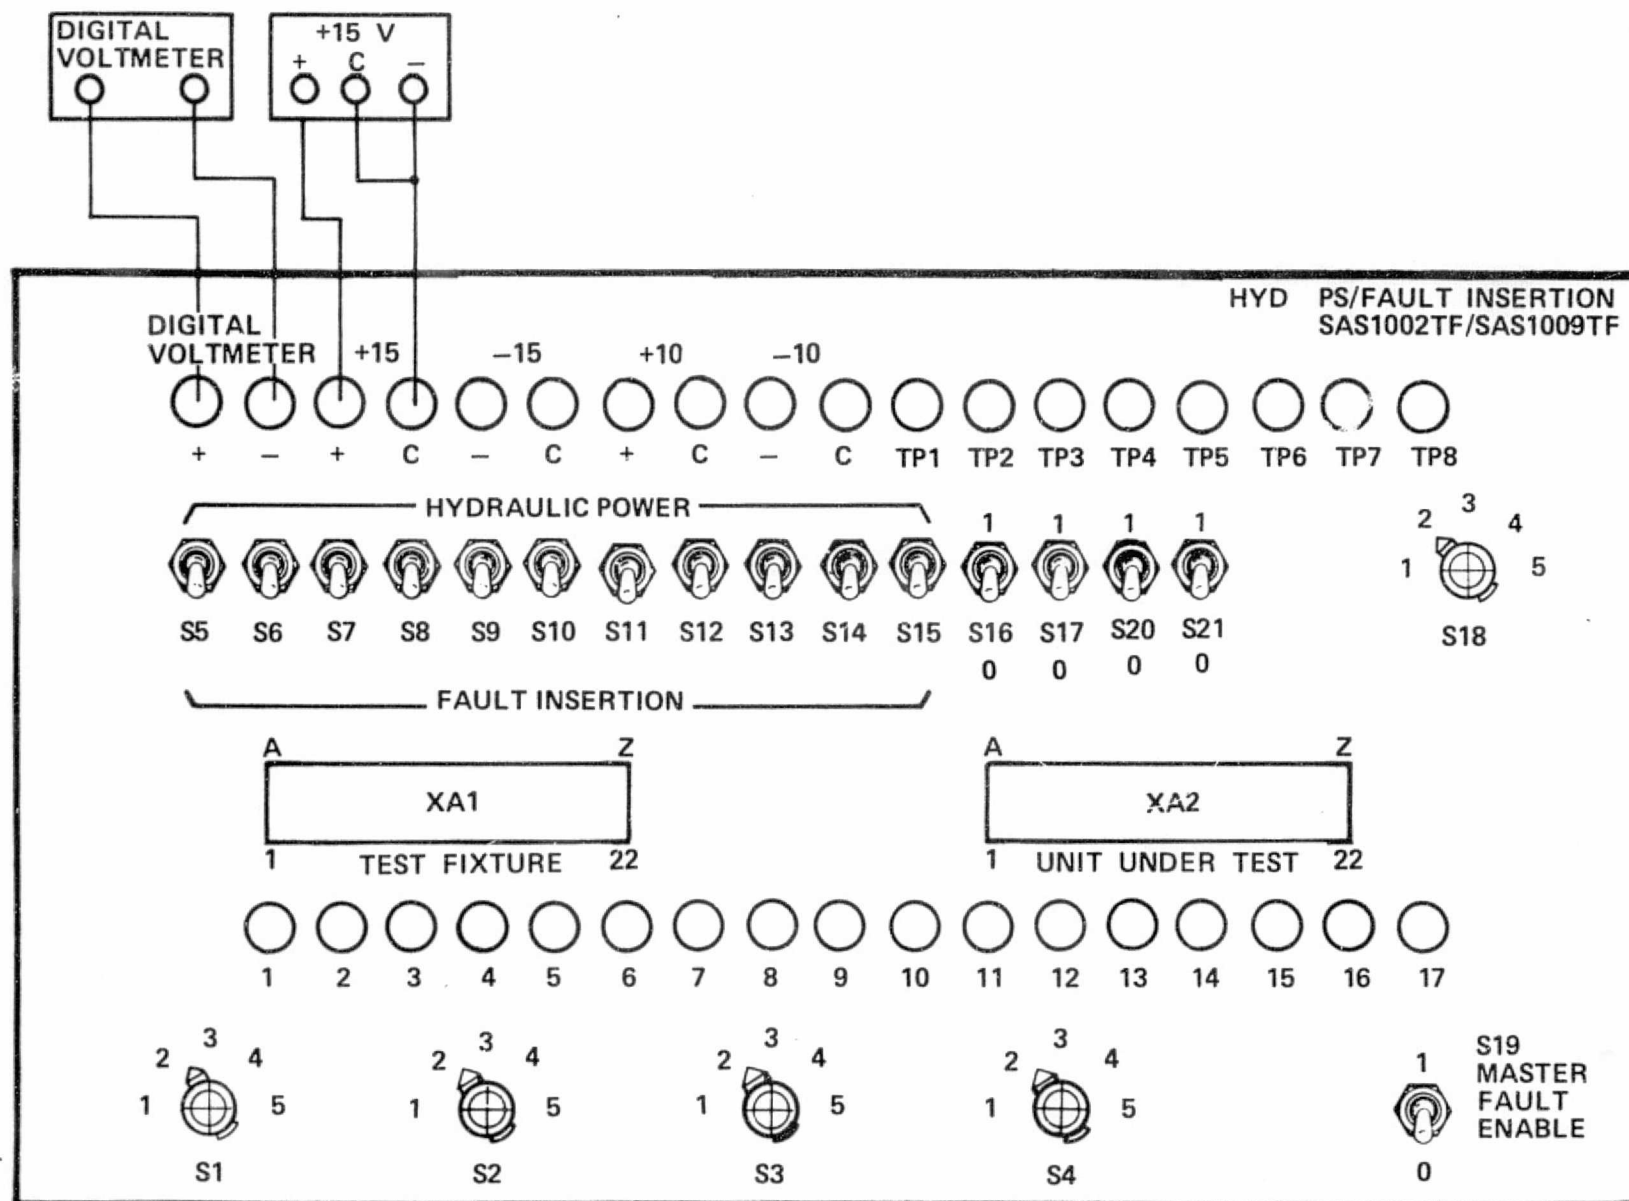 DIGITAL
VOLTMETER
+15 V
+ C −
HYD PS/FAULT INSERTION
SAS1002TF/SAS1009TF
DIGITAL
VOLTMETER +15 −15 +10 −10
+ − + C − C + C − C TP1 TP2 TP3 TP4 TP5 TP6 TP7 TP8
HYDRAULIC POWER
1 1 1 1
S5 S6 S7 S8 S9 S10 S11 S12 S13 S14 S15 S16 S17 S20 S21
0 0 0 0
1 2 3 4 5
S18
FAULT INSERTION
A Z
XA1
1 TEST FIXTURE 22
A Z
XA2
1 UNIT UNDER TEST 22
1 2 3 4 5 6 7 8 9 10 11 12 13 14 15 16 17
1 2 3 4 5
S1
1 2 3 4 5
S2
1 2 3 4 5
S3
1 2 3 4 5
S4
1
S19
MASTER
FAULT
ENABLE
0